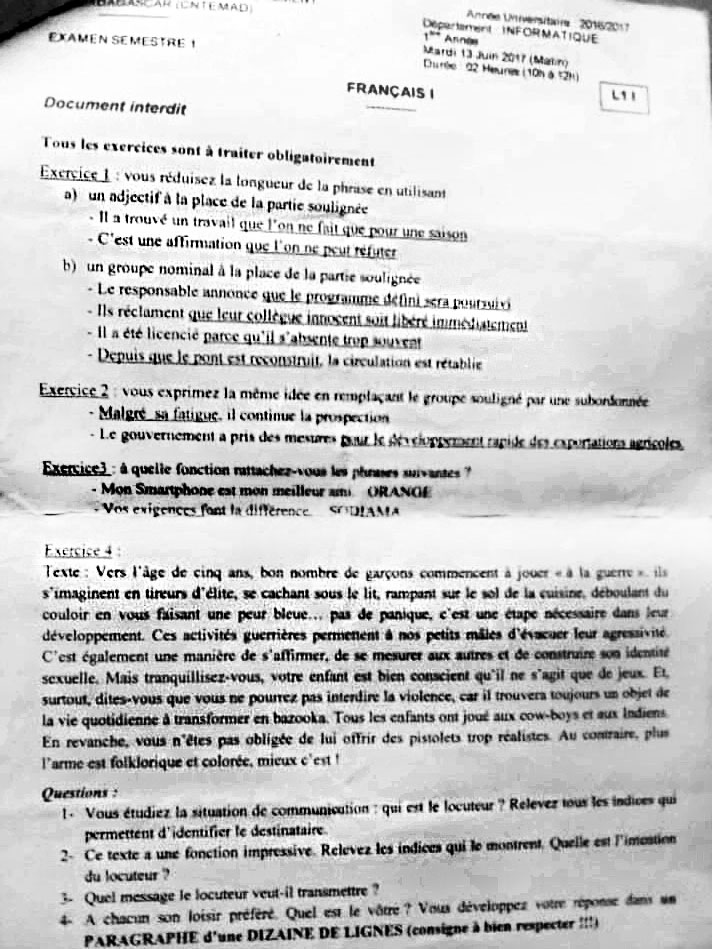 (CNTEMAD)
Année Universitaire : 2016/2017
Département : INFORMATIQUE
1ère Année
Mardi 13 Juin 2017 (Matin)
Durée : 02 Heures (10h à 12h)
EXAMEN SEMESTRE 1
FRANÇAIS I
L1 I
Document interdit
Tous les exercices sont à traiter obligatoirement
Exercice 1 : vous réduisez la longueur de la phrase en utilisant
a) un adjectif à la place de la partie soulignée
- Il a trouvé un travail que l'on ne fait que pour une saison
- C'est une affirmation que l'on ne peut réfuter
b) un groupe nominal à la place de la partie soulignée
- Le responsable annonce que le programme défini sera poursuivi
- Ils réclament que leur collègue innocent soit libéré immédiatement
- Il a été licencié parce qu'il s'absente trop souvent
- Depuis que le pont est reconstruit, la circulation est rétablie
Exercice 2 : vous exprimez la même idée en remplaçant le groupe souligné par une subordonnée
- Malgré sa fatigue, il continue la prospection
- Le gouvernement a pris des mesures pour le développement rapide des exportations agricoles.
Exercice3 : à quelle fonction rattachez-vous les phrases suivantes ?
- Mon Smartphone est mon meilleur ami. ORANGE
- Vos exigences font la différence. SODIAMA
Exercice 4 :
Texte : Vers l'âge de cinq ans, bon nombre de garçons commencent à jouer « à la guerre ». ils
s'imaginent en tireurs d'élite, se cachant sous le lit, rampant sur le sol de la cuisine, déboulant du
couloir en vous faisant une peur bleue… pas de panique, c'est une étape nécessaire dans leur
développement. Ces activités guerrières permettent à nos petits mâles d'évacuer leur agressivité.
C'est également une manière de s'affirmer, de se mesurer aux autres et de construire son identité
sexuelle. Mais tranquillisez-vous, votre enfant est bien conscient qu'il ne s'agit que de jeux. Et,
surtout, dites-vous que vous ne pourrez pas interdire la violence, car il trouvera toujours un objet de
la vie quotidienne à transformer en bazooka. Tous les enfants ont joué aux cow-boys et aux Indiens.
En revanche, vous n'êtes pas obligée de lui offrir des pistolets trop réalistes. Au contraire, plus
l'arme est folklorique et colorée, mieux c'est !
Questions :
1- Vous étudiez la situation de communication : qui est le locuteur ? Relevez tous les indices qui
permettent d'identifier le destinataire.
2- Ce texte a une fonction impressive. Relevez les indices qui le montrent. Quelle est l'intention
du locuteur ?
3- Quel message le locuteur veut-il transmettre ?
4- A chacun son loisir préféré. Quel est le vôtre ? Vous développez votre réponse dans un
PARAGRAPHE d'une DIZAINE DE LIGNES (consigne à bien respecter !!!)